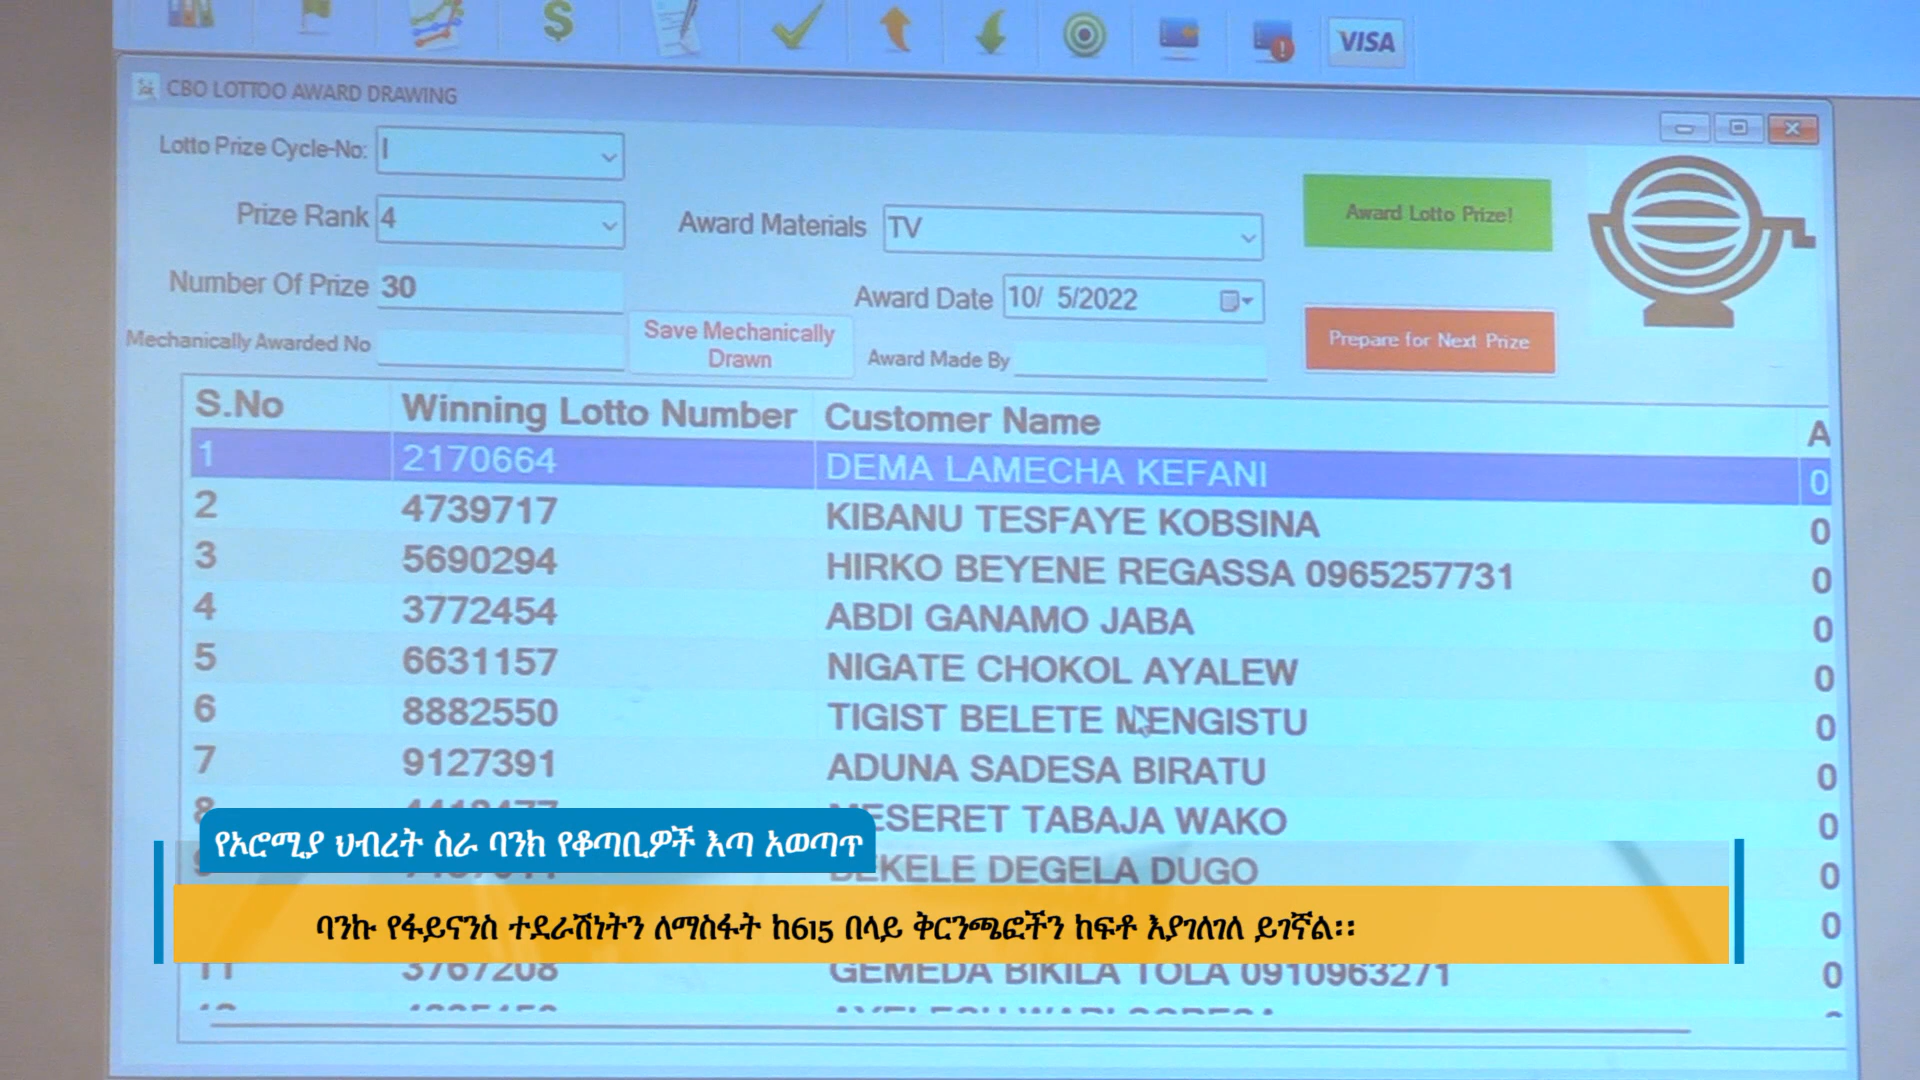 VISA
CBO LOTTOO AWARD DRAWING
Lotto Prize Cycle-No: I
Prize Rank 4
Award Materials TV
Award Lotto Prize!
Number Of Prize 30
Award Date 10/ 5/2022
Mechanically Awarded No
Save Mechanically Drawn
Award Made By
Prepare for Next Prize
S.No Winning Lotto Number Customer Name A
1 2170664 DEMA LAMECHA KEFANI 0
2 4739717 KIBANU TESFAYE KOBSINA 0
3 5690294 HIRKO BEYENE REGASSA 0965257731 0
4 3772454 ABDI GANAMO JABA 0
5 6631157 NIGATE CHOKOL AYALEW 0
6 8882550 TIGIST BELETE MENGISTU 0
7 9127391 ADUNA SADESA BIRATU 0
8 MESERET TABAJA WAKO 0
የኦሮሚያ ህብረት ስራ ባንክ የቆጣቢዎች እጣ አወጣጥ
BEKELE DEGELA DUGO 0
ባንኩ የፋይናንስ ተደራሽነትን ለማስፋት ከ615 በላይ ቅርንጫፎችን ከፍቶ እያገለገለ ይገኛል፡፡
0
11 3767208 GEMEDA BIKILA TOLA 0910963271 0